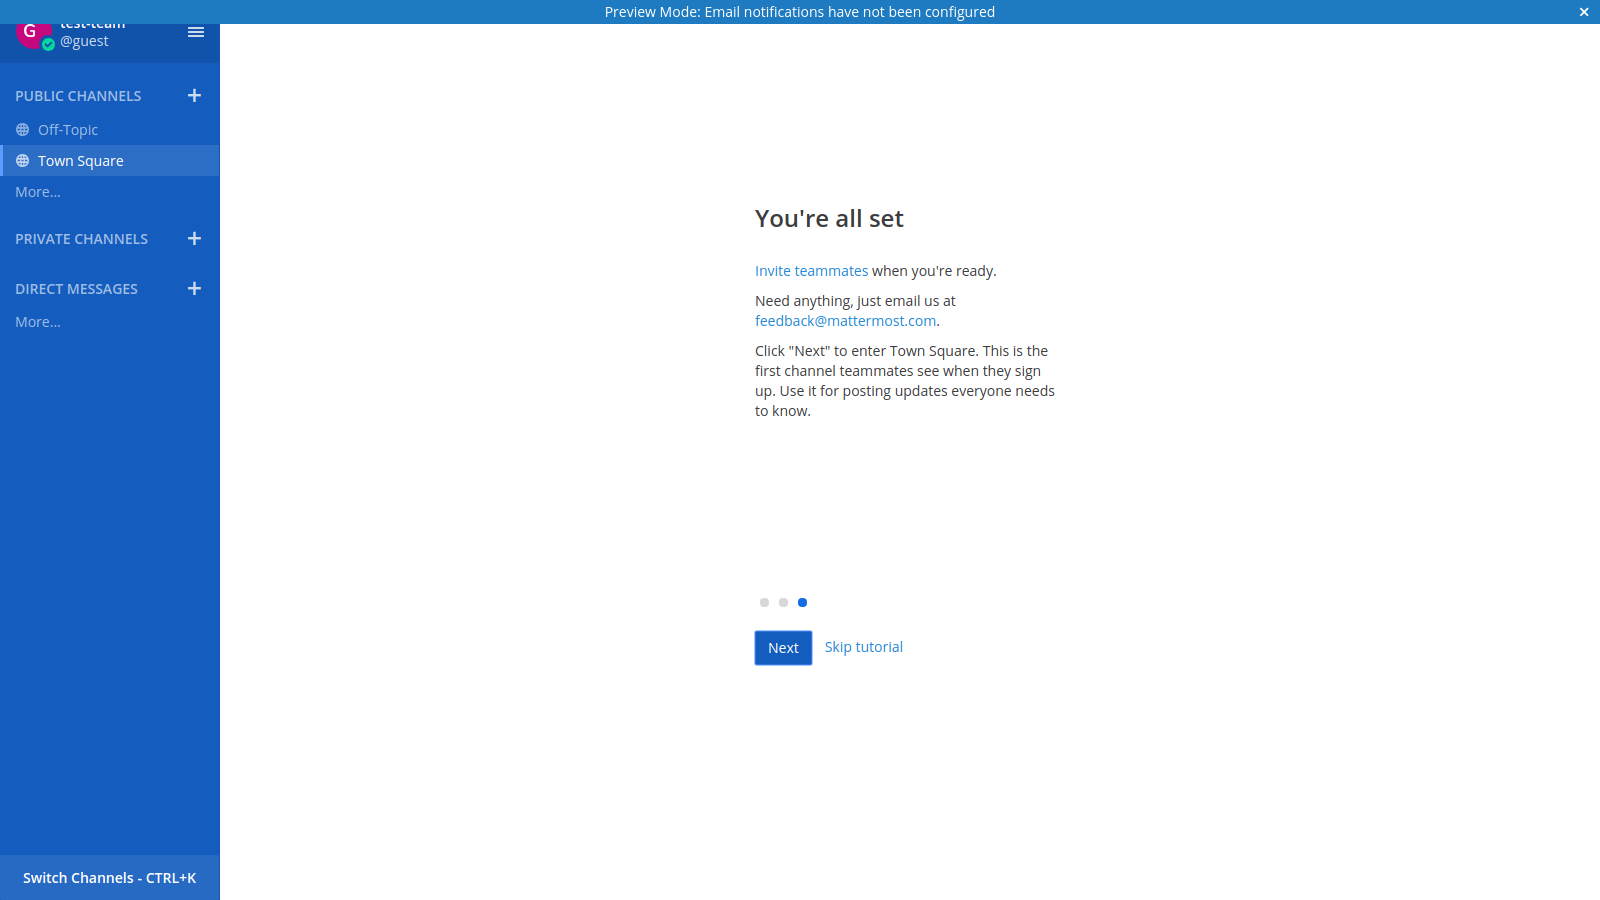 Preview Mode: Email notifications have not been configured
×
G
test-team
@guest
PUBLIC CHANNELS
Off-Topic
Town Square
More...
PRIVATE CHANNELS
DIRECT MESSAGES
More...
You're all set
Invite teammates when you're ready.
Need anything, just email us at
feedback@mattermost.com.
Click "Next" to enter Town Square. This is the
first channel teammates see when they sign
up. Use it for posting updates everyone needs
to know.
Next
Skip tutorial
Switch Channels - CTRL+K